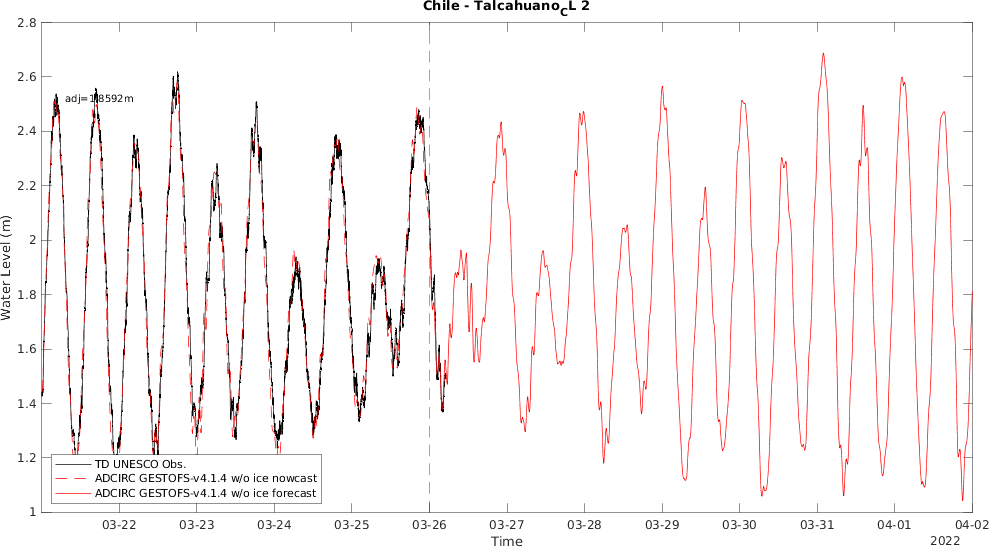 Chile - Talcahuano_CL 2
2.8
2.6
2.4
2.2
2
1.8
1.6
1.4
1.2
1
Water Level (m)
adj=1.8592m
TD UNESCO Obs.
ADCIRC GESTOFS-v4.1.4 w/o ice nowcast
ADCIRC GESTOFS-v4.1.4 w/o ice forecast
03-22 03-23 03-24 03-25 03-26 03-27 03-28 03-29 03-30 03-31 04-01 04-02
Time
2022